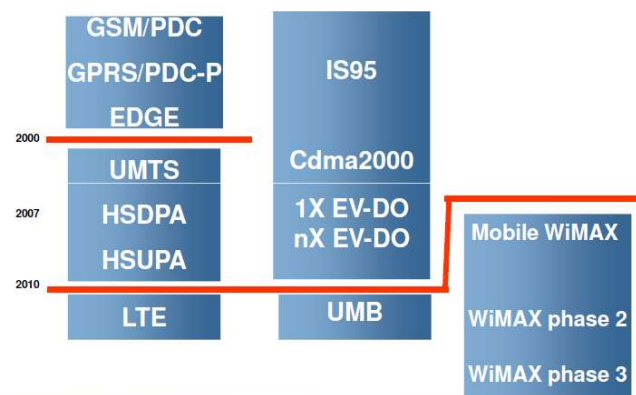 GSM/PDC
GPRS/PDC-P
EDGE
2000
UMTS
2007
HSDPA
HSUPA
2010
LTE
IS95
Cdma2000
1X EV-DO
nX EV-DO
UMB
Mobile WiMAX
WiMAX phase 2
WiMAX phase 3